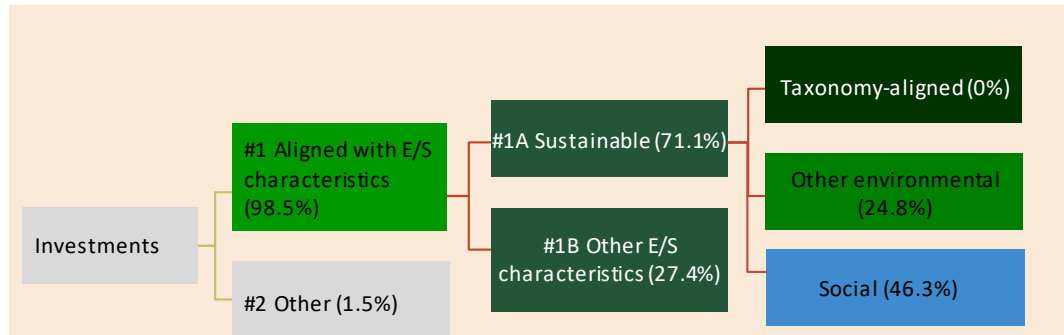 Investments
#1 Aligned with E/S
characteristics
(98.5%)
#2 Other (1.5%)
#1A Sustainable (71.1%)
#1B Other E/S
characteristics (27.4%)
Taxonomy-aligned (0%)
Other environmental
(24.8%)
Social (46.3%)